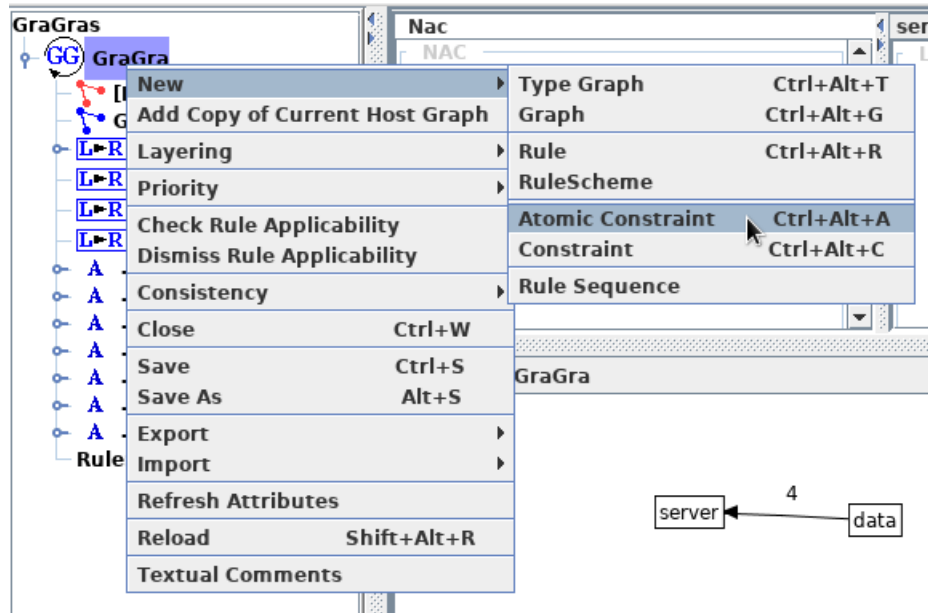 GraGras
Nac
ser
GG GraGra
NAC
L
New
Type Graph Ctrl+Alt+T
Add Copy of Current Host Graph
Graph Ctrl+Alt+G
G
Layering
Rule Ctrl+Alt+R
L R
Priority
RuleScheme
L R
Check Rule Applicability
Atomic Constraint Ctrl+Alt+A
L R
Dismiss Rule Applicability
Constraint Ctrl+Alt+C
L R
Consistency
Rule Sequence
A
A
Close Ctrl+W
A
Save Ctrl+S
A
GraGra
Save As Alt+S
A
A
Export
A
Rule
Import
Refresh Attributes
4
server
data
Reload Shift+Alt+R
Textual Comments